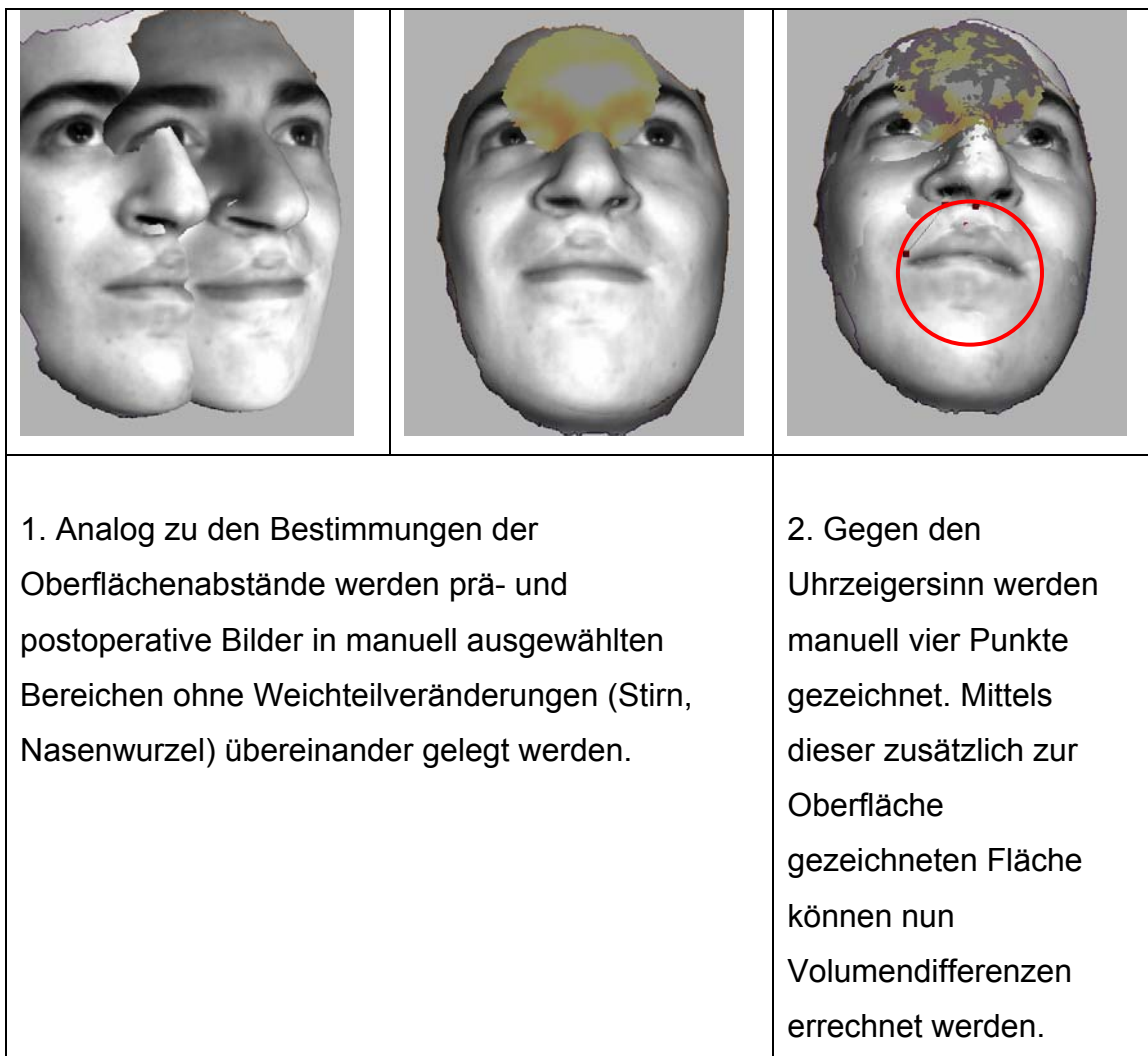 1. Analog zu den Bestimmungen der
Oberflächenabstände werden prä- und
postoperative Bilder in manuell ausgewählten
Bereichen ohne Weichteilveränderungen (Stirn,
Nasenwurzel) übereinander gelegt werden.
2. Gegen den
Uhrzeigersinn werden
manuell vier Punkte
gezeichnet. Mittels
dieser zusätzlich zur
Oberfläche
gezeichneten Fläche
können nun
Volumendifferenzen
errechnet werden.